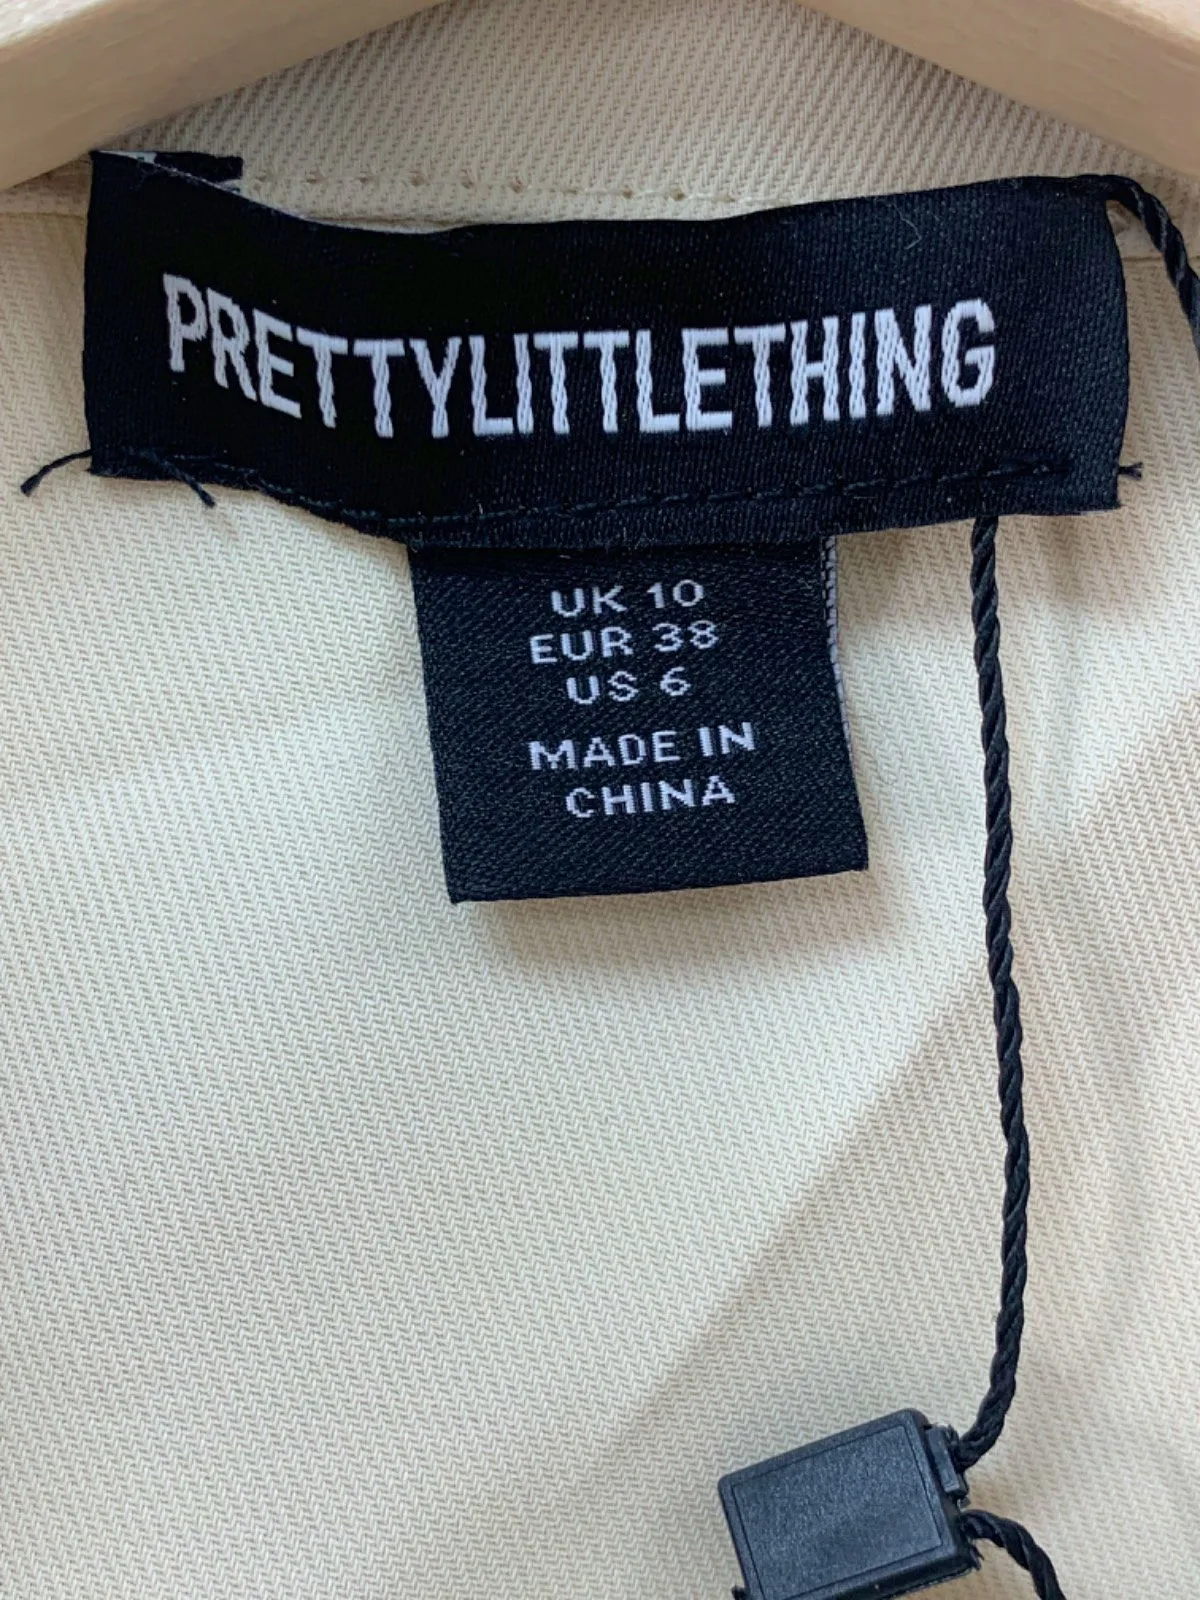 PRETTYLITTLETHING
UK 10
EUR 38
US 6
MADE IN
CHINA